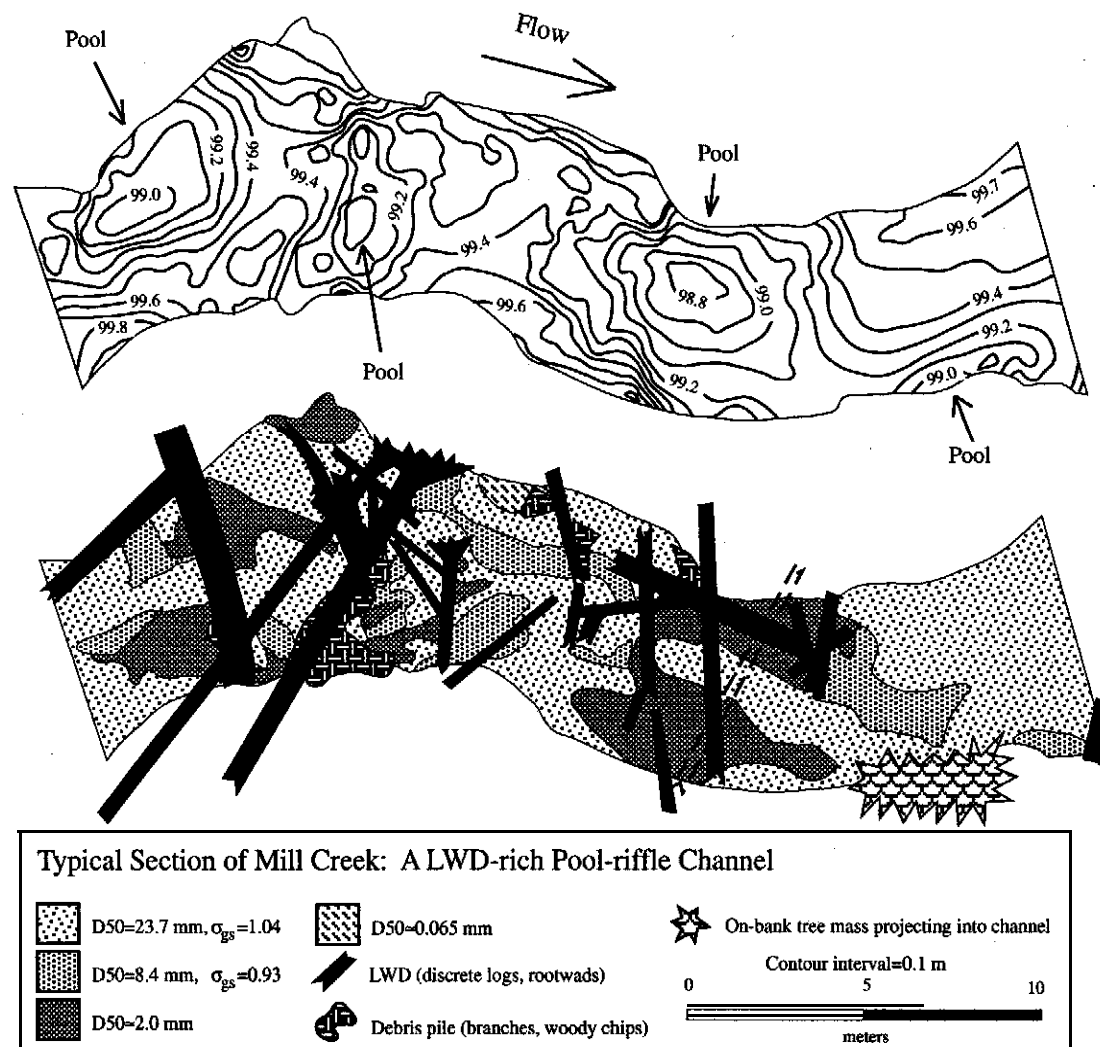 Flow
Pool
Pool
99.2
99.4
99.0
99.4
99.2
99.4
99.7
99.6
99.6
99.8
99.6
98.8
99.0
99.4
99.2
99.2
99.0
Pool
Pool
Typical Section of Mill Creek: A LWD-rich Pool-riffle Channel
D50=23.7 mm, σgs=1.04
D50≈0.065 mm
On-bank tree mass projecting into channel
D50=8.4 mm, σgs=0.93
LWD (discrete logs, rootwads)
Contour interval=0.1 m
0 5 10
D50≈2.0 mm
Debris pile (branches, woody chips)
meters